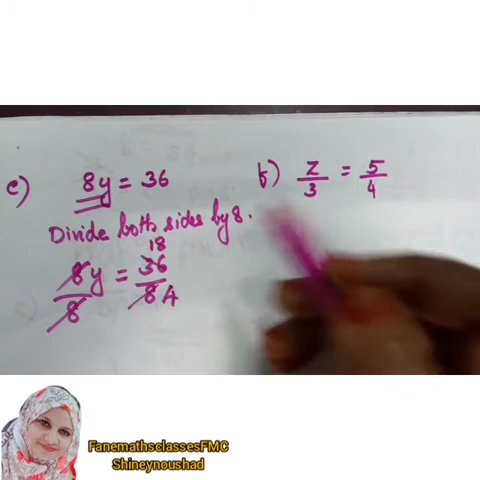 e) 8y = 36
Divide both sides by 8.
18
8y = 36
8 8 4
f) z = 5
3 4
FanemathsclassesFMC
Shineynoushad